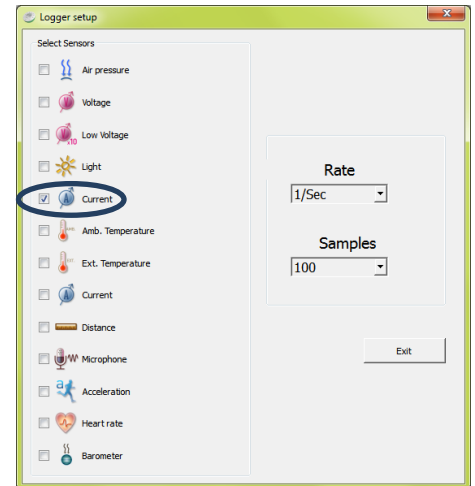 Logger setup
Select Sensors
Air pressure
Voltage
x10
Low Voltage
Light
A
Current
Amb. Temperature
Ext. Temperature
A
Current
Distance
Microphone
a
Acceleration
Heart rate
Barometer
Rate
1/Sec
Samples
100
Exit